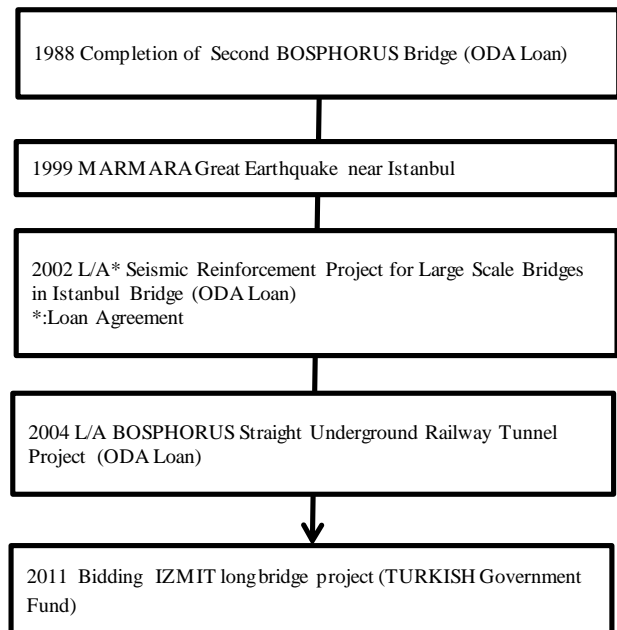 1988 Completion of Second BOSPHORUS Bridge (ODA Loan)
1999 MARMARA Great Earthquake near Istanbul
2002 L/A* Seismic Reinforcement Project for Large Scale Bridges
in Istanbul Bridge (ODA Loan)
*:Loan Agreement
2004 L/A BOSPHORUS Straight Underground Railway Tunnel
Project (ODA Loan)
2011 Bidding IZMIT long bridge project (TURKISH Government
Fund)